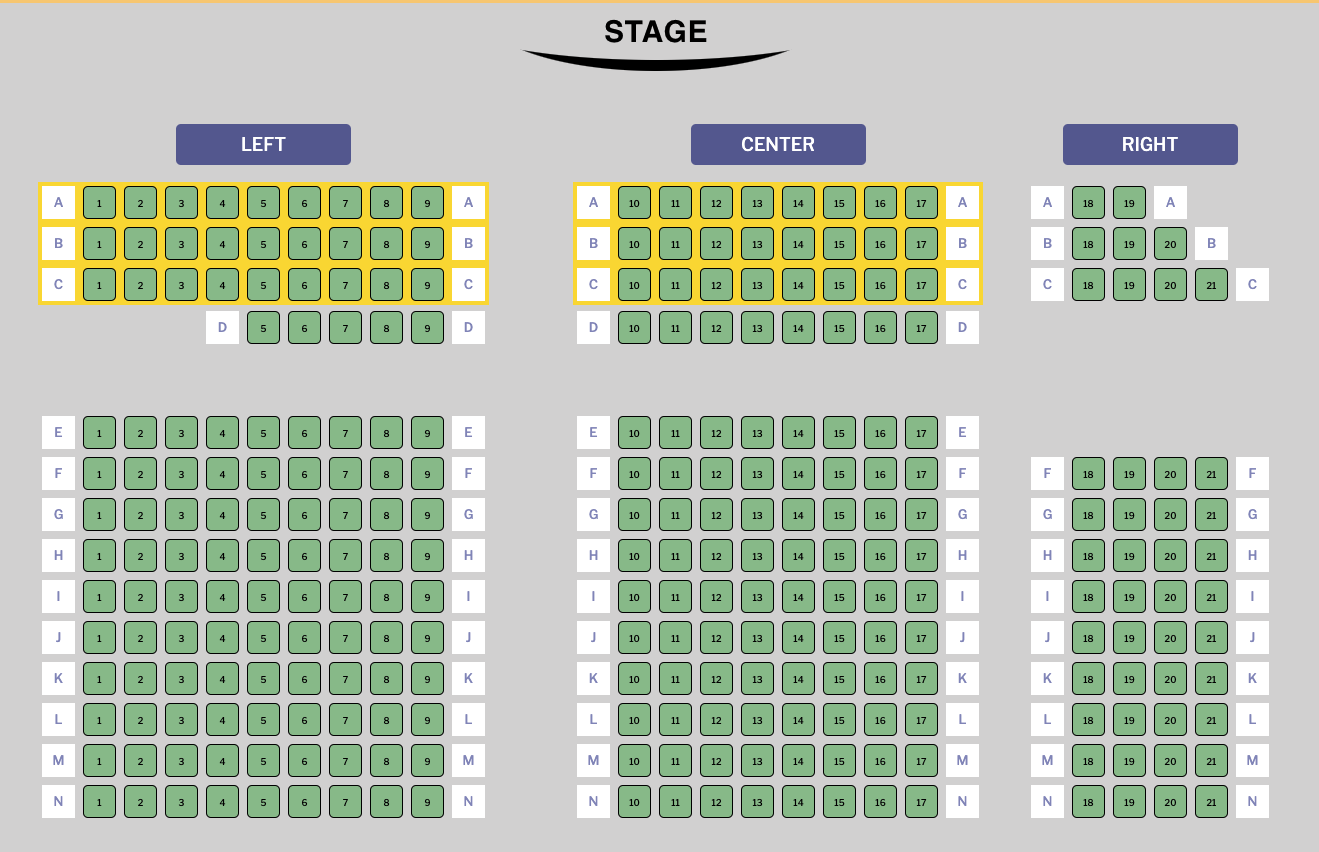 STAGE
LEFT CENTER RIGHT
A 1 2 3 4 5 6 7 8 9 A A 10 11 12 13 14 15 16 17 A A 18 19 A
B 1 2 3 4 5 6 7 8 9 B B 10 11 12 13 14 15 16 17 B B 18 19 20 B
C 1 2 3 4 5 6 7 8 9 C C 10 11 12 13 14 15 16 17 C C 18 19 20 21 C
D 5 6 7 8 9 D D 10 11 12 13 14 15 16 17 D
E 1 2 3 4 5 6 7 8 9 E E 10 11 12 13 14 15 16 17 E
F 1 2 3 4 5 6 7 8 9 F F 10 11 12 13 14 15 16 17 F F 18 19 20 21 F
G 1 2 3 4 5 6 7 8 9 G G 10 11 12 13 14 15 16 17 G G 18 19 20 21 G
H 1 2 3 4 5 6 7 8 9 H H 10 11 12 13 14 15 16 17 H H 18 19 20 21 H
I 1 2 3 4 5 6 7 8 9 I I 10 11 12 13 14 15 16 17 I I 18 19 20 21 I
J 1 2 3 4 5 6 7 8 9 J J 10 11 12 13 14 15 16 17 J J 18 19 20 21 J
K 1 2 3 4 5 6 7 8 9 K K 10 11 12 13 14 15 16 17 K K 18 19 20 21 K
L 1 2 3 4 5 6 7 8 9 L L 10 11 12 13 14 15 16 17 L L 18 19 20 21 L
M 1 2 3 4 5 6 7 8 9 M M 10 11 12 13 14 15 16 17 M M 18 19 20 21 M
N 1 2 3 4 5 6 7 8 9 N N 10 11 12 13 14 15 16 17 N N 18 19 20 21 N